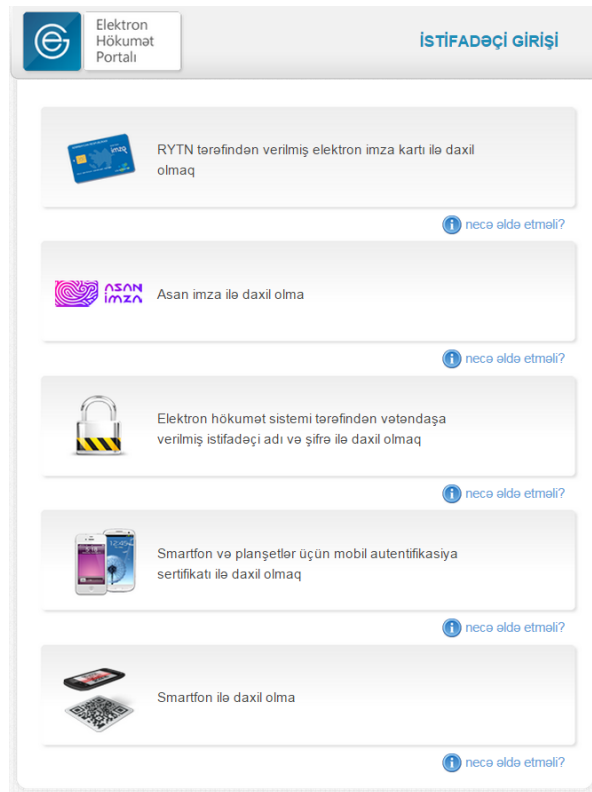 Elektron
Hökumət
Portalı
İSTİFADƏÇİ GİRİŞİ
RYTN tərəfindən verilmiş elektron imza kartı ilə daxil
olmaq
necə əldə etməli?
ASAN
İMZA
Asan imza ilə daxil olma
necə əldə etməli?
Elektron hökumət sistemi tərəfindən vətəndaşa
verilmiş istifadəçi adı və şifrə ilə daxil olmaq
necə əldə etməli?
Smartfon və planşetlər üçün mobil autentifikasiya
sertifikatı ilə daxil olmaq
necə əldə etməli?
Smartfon ilə daxil olma
necə əldə etməli?